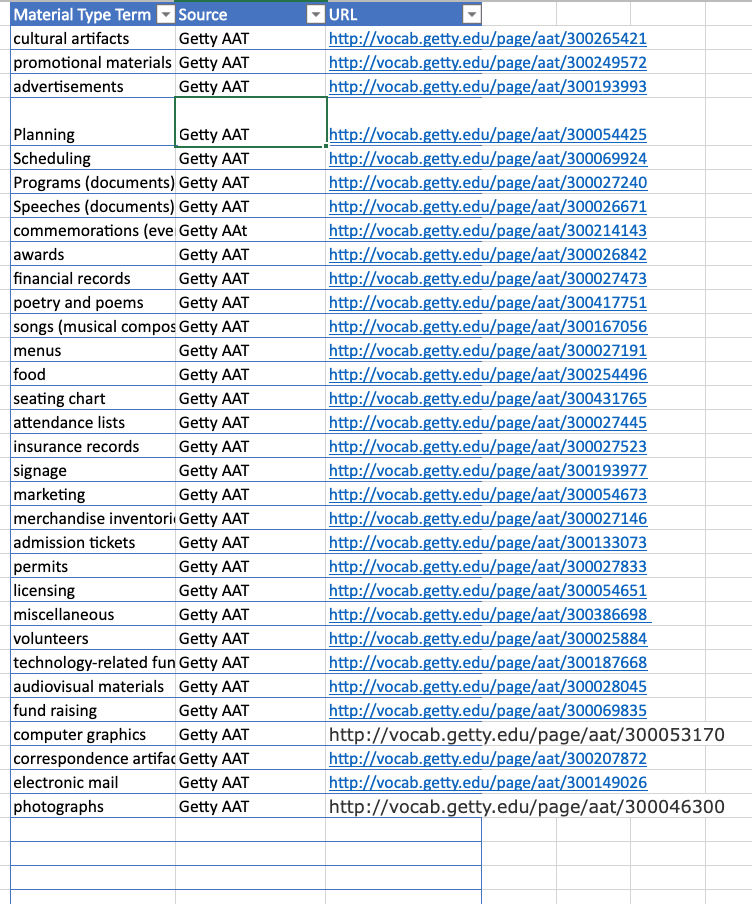 Material Type Term Source URL
cultural artifacts Getty AAT http://vocab.getty.edu/page/aat/300265421
promotional materials Getty AAT http://vocab.getty.edu/page/aat/300249572
advertisements Getty AAT http://vocab.getty.edu/page/aat/300193993
Planning Getty AAT http://vocab.getty.edu/page/aat/300054425
Scheduling Getty AAT http://vocab.getty.edu/page/aat/300069924
Programs (documents) Getty AAT http://vocab.getty.edu/page/aat/300027240
Speeches (documents) Getty AAT http://vocab.getty.edu/page/aat/300026671
commemorations (eve Getty AAt http://vocab.getty.edu/page/aat/300214143
awards Getty AAT http://vocab.getty.edu/page/aat/300026842
financial records Getty AAT http://vocab.getty.edu/page/aat/300027473
poetry and poems Getty AAT http://vocab.getty.edu/page/aat/300417751
songs (musical compos Getty AAT http://vocab.getty.edu/page/aat/300167056
menus Getty AAT http://vocab.getty.edu/page/aat/300027191
food Getty AAT http://vocab.getty.edu/page/aat/300254496
seating chart Getty AAT http://vocab.getty.edu/page/aat/300431765
attendance lists Getty AAT http://vocab.getty.edu/page/aat/300027445
insurance records Getty AAT http://vocab.getty.edu/page/aat/300027523
signage Getty AAT http://vocab.getty.edu/page/aat/300193977
marketing Getty AAT http://vocab.getty.edu/page/aat/300054673
merchandise inventori Getty AAT http://vocab.getty.edu/page/aat/300027146
admission tickets Getty AAT http://vocab.getty.edu/page/aat/300133073
permits Getty AAT http://vocab.getty.edu/page/aat/300027833
licensing Getty AAT http://vocab.getty.edu/page/aat/300054651
miscellaneous Getty AAT http://vocab.getty.edu/page/aat/300386698
volunteers Getty AAT http://vocab.getty.edu/page/aat/300025884
technology-related fun Getty AAT http://vocab.getty.edu/page/aat/300187668
audiovisual materials Getty AAT http://vocab.getty.edu/page/aat/300028045
fund raising Getty AAT http://vocab.getty.edu/page/aat/300069835
computer graphics Getty AAT http://vocab.getty.edu/page/aat/300053170
correspondence artifac Getty AAT http://vocab.getty.edu/page/aat/300207872
electronic mail Getty AAT http://vocab.getty.edu/page/aat/300149026
photographs Getty AAT http://vocab.getty.edu/page/aat/300046300